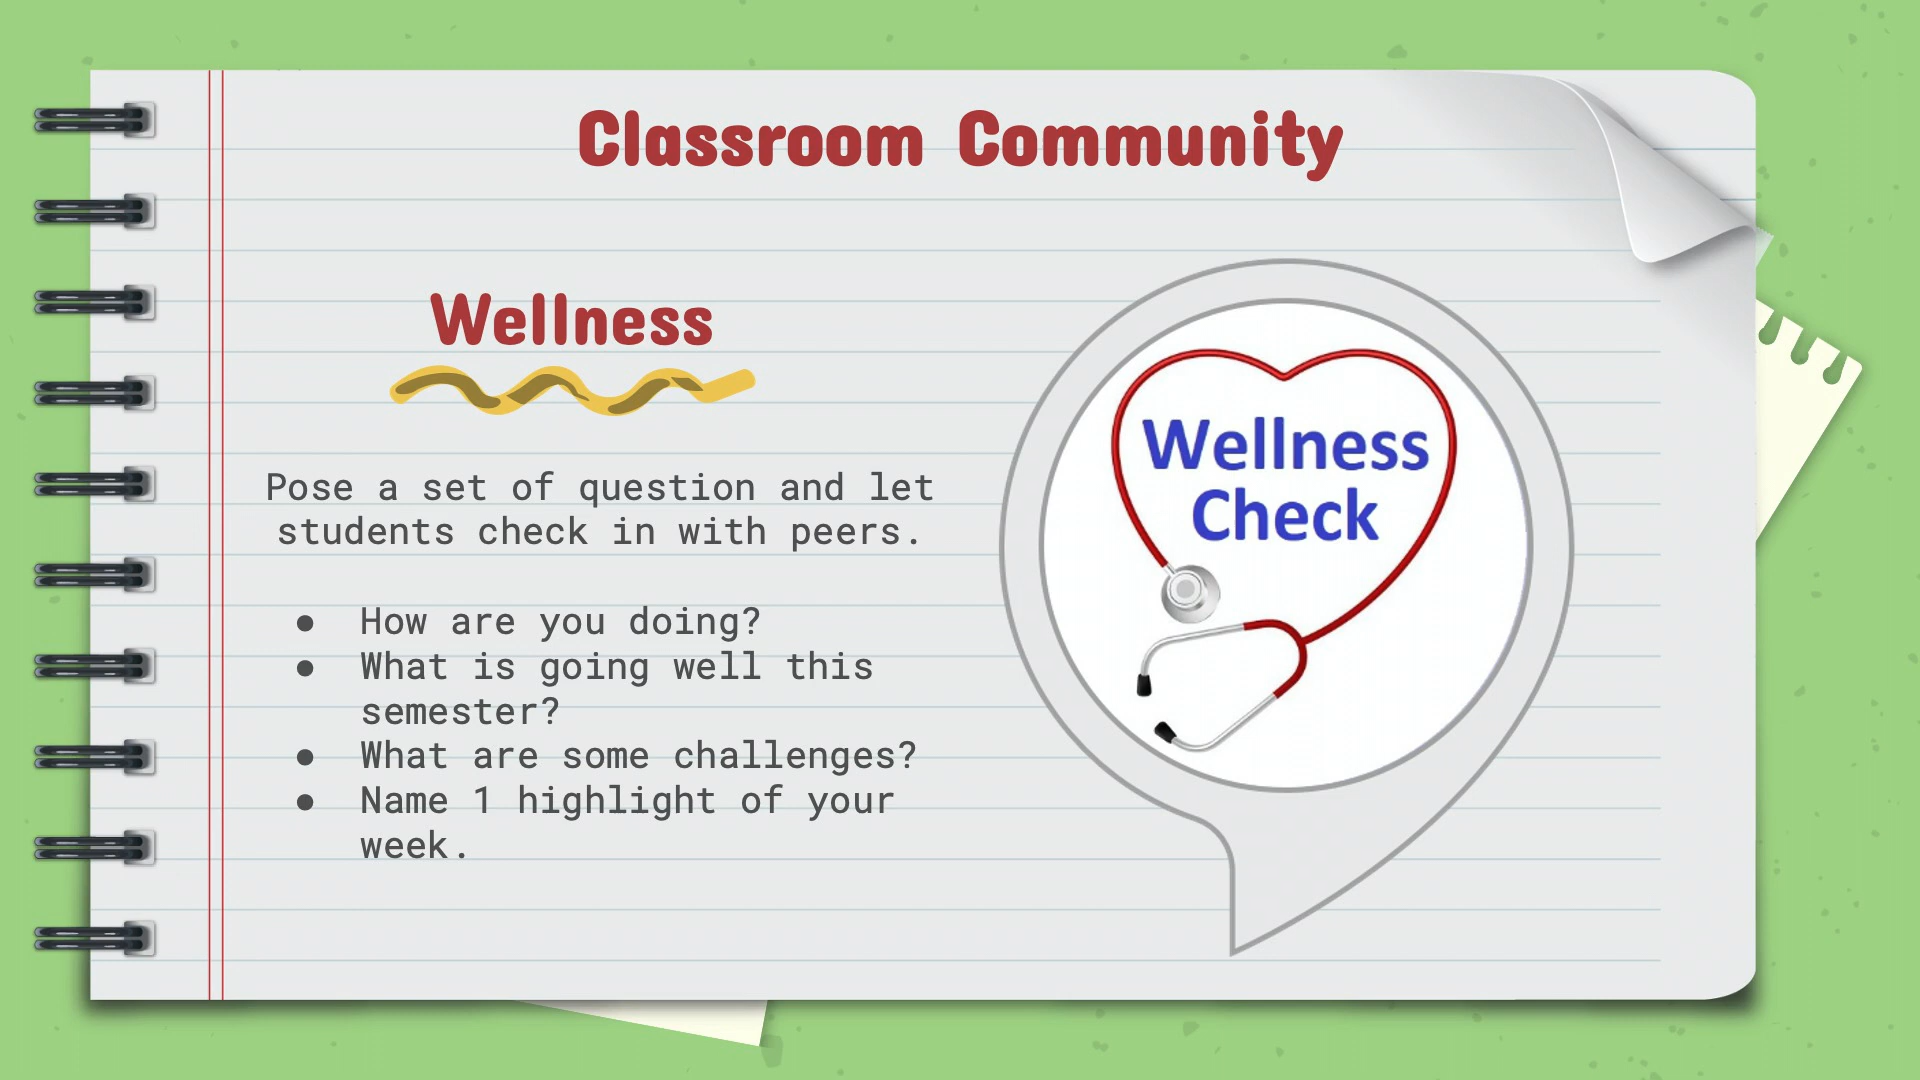 Classroom Community
Wellness
Pose a set of question and let
students check in with peers.
● How are you doing?
● What is going well this
semester?
● What are some challenges?
● Name 1 highlight of your
week.
Wellness
Check